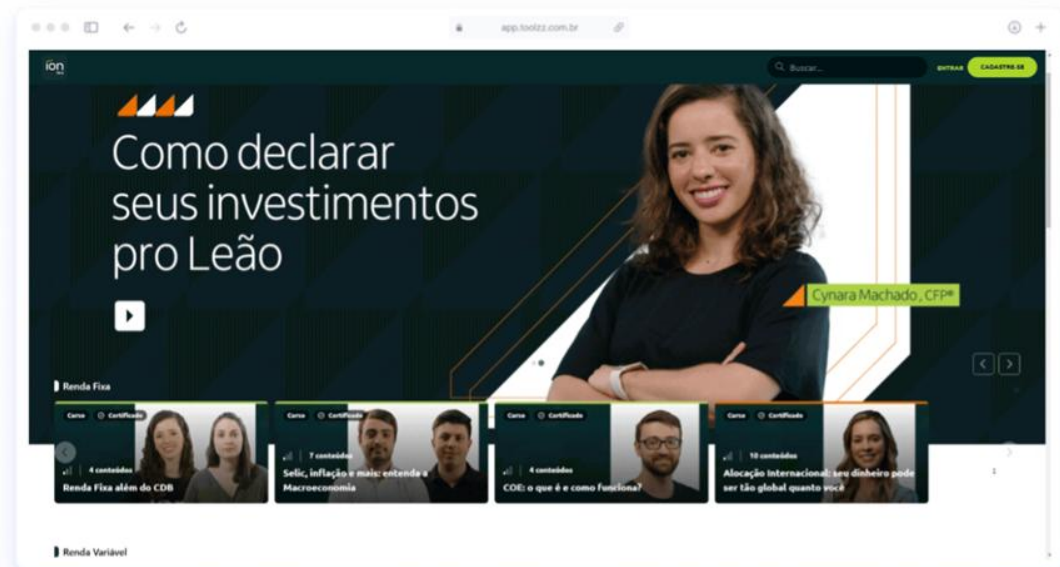 app.toolzz.com.br
íon
Buscar...
ENTRAR
CADASTRE-SE
Como declarar
seus investimentos
pro Leão
Cynara Machado, CFP®
Renda Fixa
Curso
Certificado
4 conteúdos
Renda Fixa além do CDB
Curso
Certificado
7 conteúdos
Selic, inflação e mais: entenda a
Macroeconomia
Curso
Certificado
4 conteúdos
COE: o que é e como funciona?
Curso
Certificado
10 conteúdos
Alocação Internacional: seu dinheiro pode
ser tão global quanto você
Renda Variável